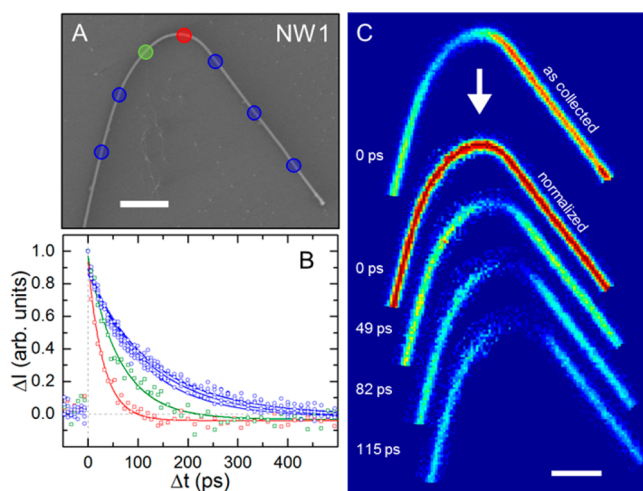 A
NW1
B
ΔI (arb. units)
1.0
0.8
0.6
0.4
0.2
0.0
0
100
200
300
400
Δt (ps)
C
as collected
0 ps
normalized
0 ps
49 ps
82 ps
115 ps